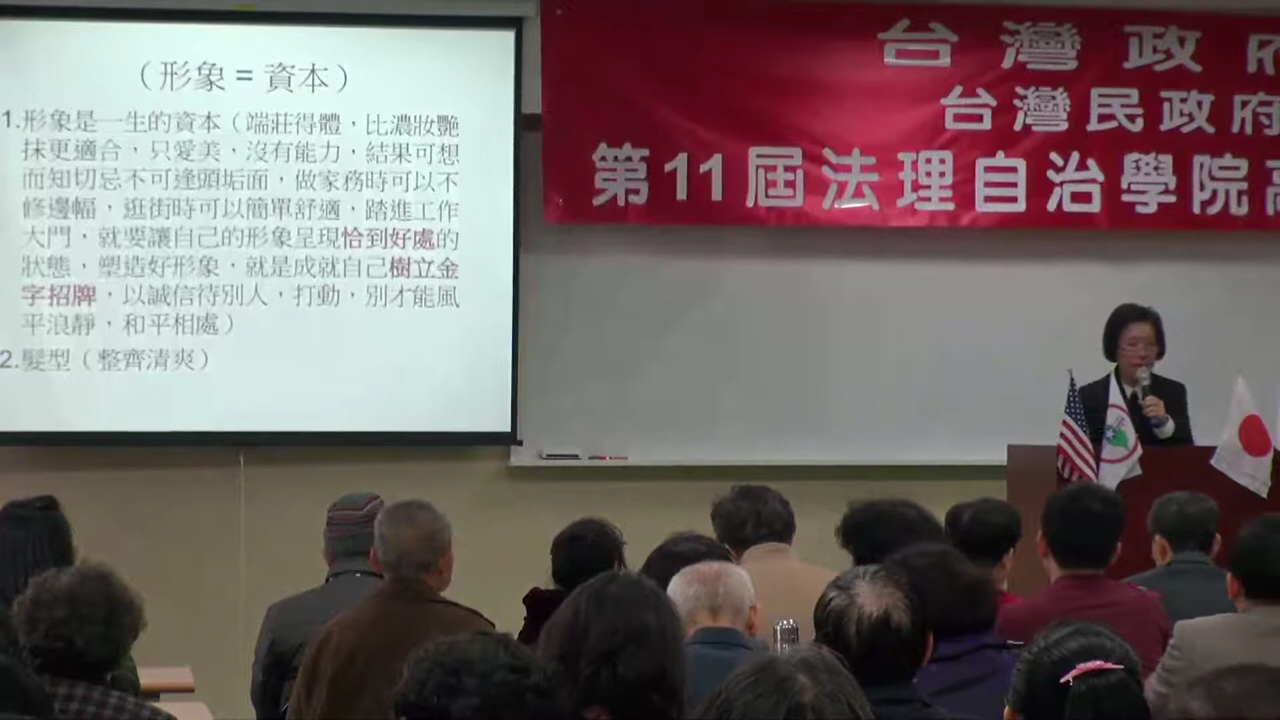 （形象 = 資本）
1.形象是一生的資本（端莊得體，比濃妝艷
抹更適合，只愛美，沒有能力，結果可想
而知切忌不可逢頭垢面，做家務時可以不
修邊幅，逛街時可以簡單舒適，踏進工作
大門，就要讓自己的形象呈現恰到好處的
狀態，塑造好形象，就是成就自己樹立金
字招牌，以誠信待別人，打動，別才能風
平浪靜，和平相處）
2.髮型（整齊清爽）
台灣政
台灣民政府
第11屆法理自治學院